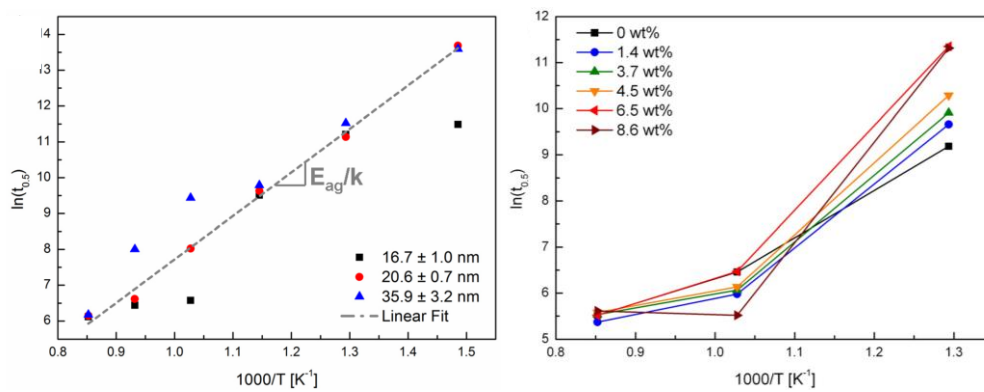 14
13
12
11
10
9
8
7
6
ln(t0.5)
Eag/k
16.7 ± 1.0 nm
20.6 ± 0.7 nm
35.9 ± 3.2 nm
Linear Fit
0.8 0.9 1.0 1.1 1.2 1.3 1.4 1.5
1000/T [K-1]
12
11
10
9
8
7
6
5
ln(t0.5)
0 wt%
1.4 wt%
3.7 wt%
4.5 wt%
6.5 wt%
8.6 wt%
0.8 0.9 1.0 1.1 1.2 1.3
1000/T [K-1]